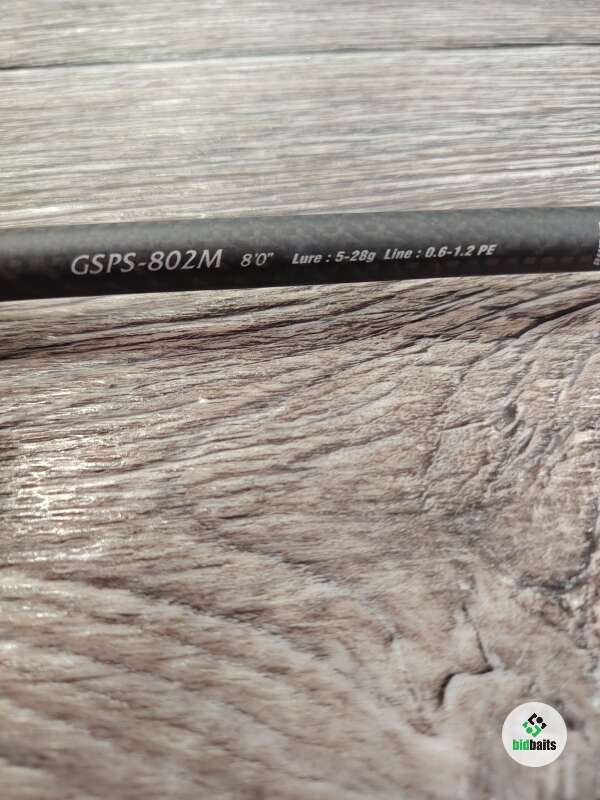 GSPS-802M 8'0" Lure : 5-28g Line : 0.6-1.2 PE
bidbaits